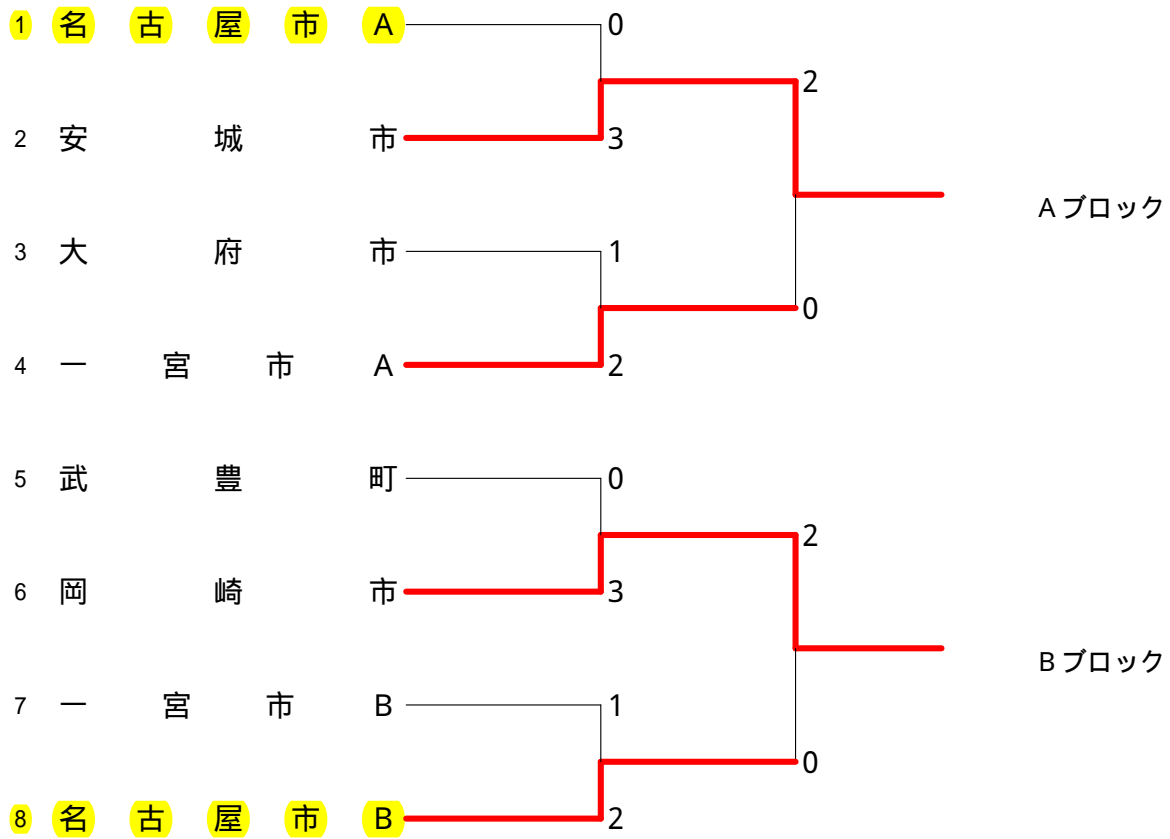 1 名古屋市A 0
2
2 安城市 3
Aブロック
3 大府市 1
0
4 一宮市A 2
5 武豊町 0
2
6 岡崎市 3
Bブロック
7 一宮市B 1
0
8 名古屋市B 2